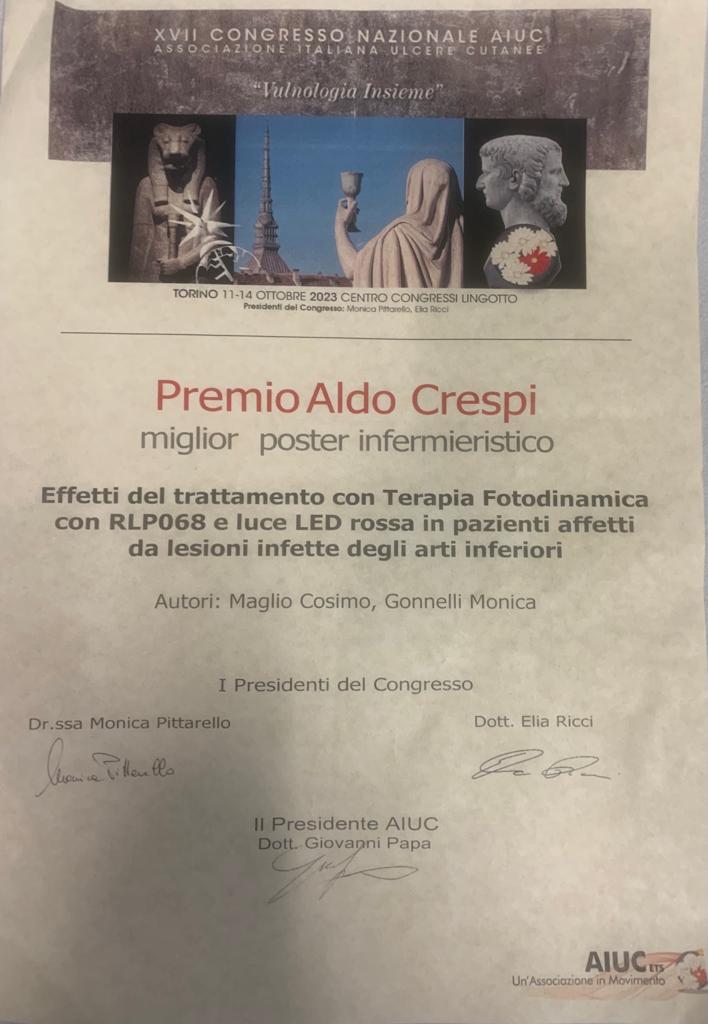 XVII CONGRESSO NAZIONALE AIUC
ASSOCIAZIONE ITALIANA ULCERE CUTANEE
"Vulnologia Insieme"
TORINO 11-14 OTTOBRE 2023 CENTRO CONGRESSI LINGOTTO
Presidenti del Congresso: Monica Pittarello, Elia Ricci
Premio Aldo Crespi
miglior poster infermieristico
Effetti del trattamento con Terapia Fotodinamica
con RLP068 e luce LED rossa in pazienti affetti
da lesioni infette degli arti inferiori
Autori: Maglio Cosimo, Gonnelli Monica
I Presidenti del Congresso
Dr.ssa Monica Pittarello
Dott. Elia Ricci
Monica Pittarello
Il Presidente AIUC
Dott. Giovanni Papa
AIUC ETS
Un'Associazione in Movimento